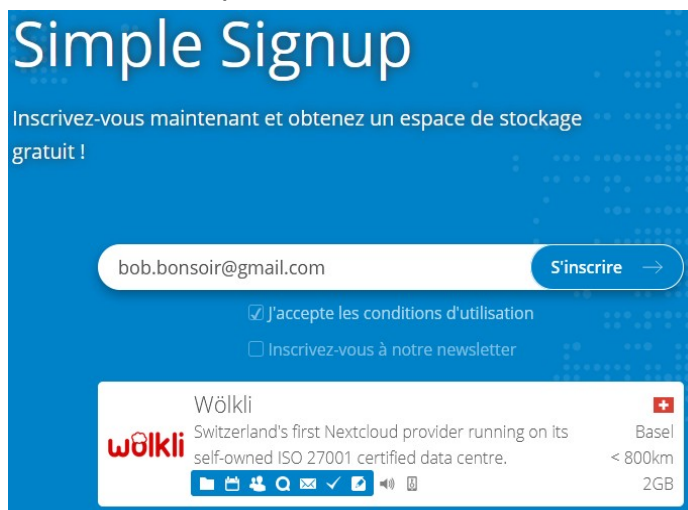 Simple Signup
Inscrivez-vous maintenant et obtenez un espace de stockage
gratuit !
bob.bonsoir@gmail.com
S'inscrire →
J'accepte les conditions d'utilisation
Inscrivez-vous à notre newsletter
Wölkli
wölkli
Switzerland's first Nextcloud provider running on its
self-owned ISO 27001 certified data centre.
Basel
< 800km
2GB